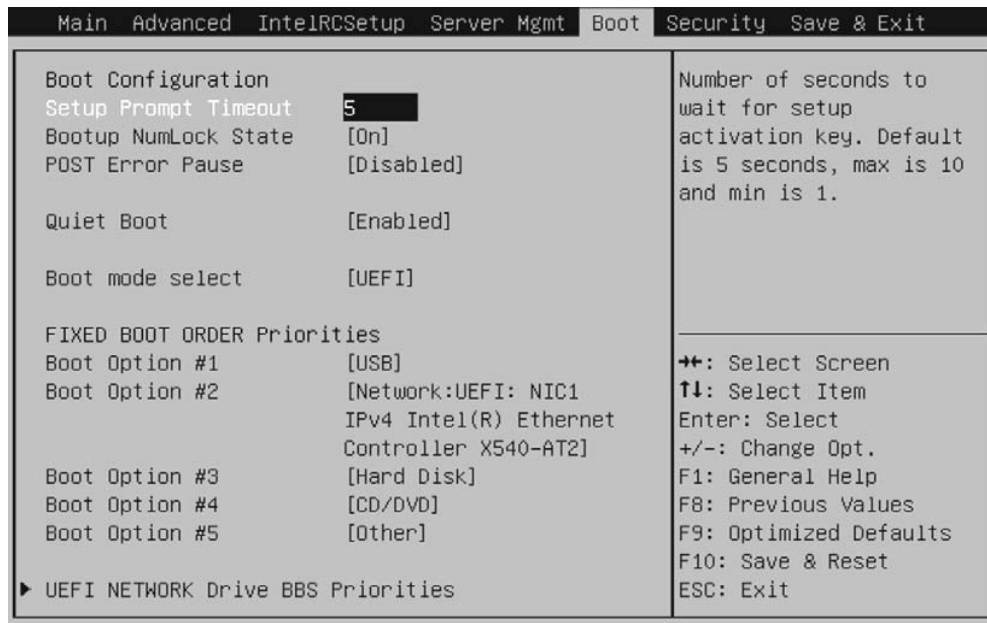 Main Advanced IntelRCSetup Server Mgmt Boot Security Save & Exit
Boot Configuration
Setup Prompt Timeout 5
Bootup NumLock State [On]
POST Error Pause [Disabled]
Quiet Boot [Enabled]
Boot mode select [UEFI]
FIXED BOOT ORDER Priorities
Boot Option #1 [USB]
Boot Option #2 [Network:UEFI: NIC1
IPv4 Intel(R) Ethernet
Controller X540-AT2]
Boot Option #3 [Hard Disk]
Boot Option #4 [CD/DVD]
Boot Option #5 [Other]
▶ UEFI NETWORK Drive BBS Priorities
Number of seconds to
wait for setup
activation key. Default
is 5 seconds, max is 10
and min is 1.
→←: Select Screen
↑↓: Select Item
Enter: Select
+/-: Change Opt.
F1: General Help
F8: Previous Values
F9: Optimized Defaults
F10: Save & Reset
ESC: Exit